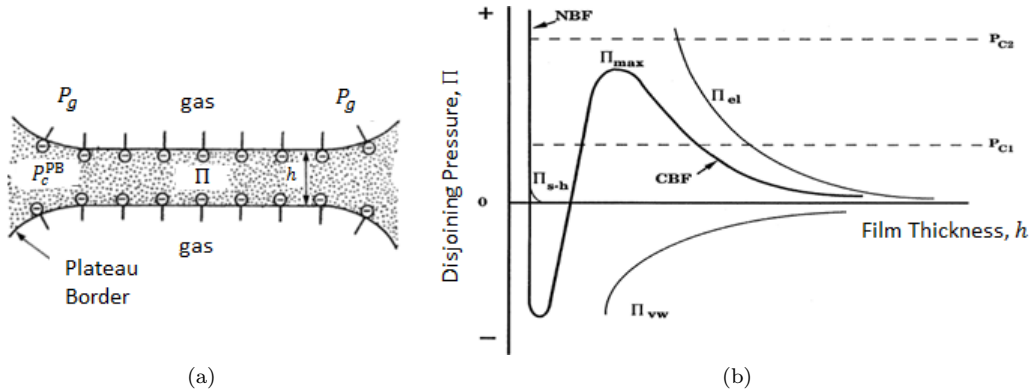 P_g
gas
P_g
P_c^PB
Π
h
gas
Plateau
Border
(a)
+
NBF
P_C2
Π_max
Π_el
P_C1
Π_s-h
CBF
o
Film Thickness, h
Disjoining Pressure, Π
Π_vw
−
(b)